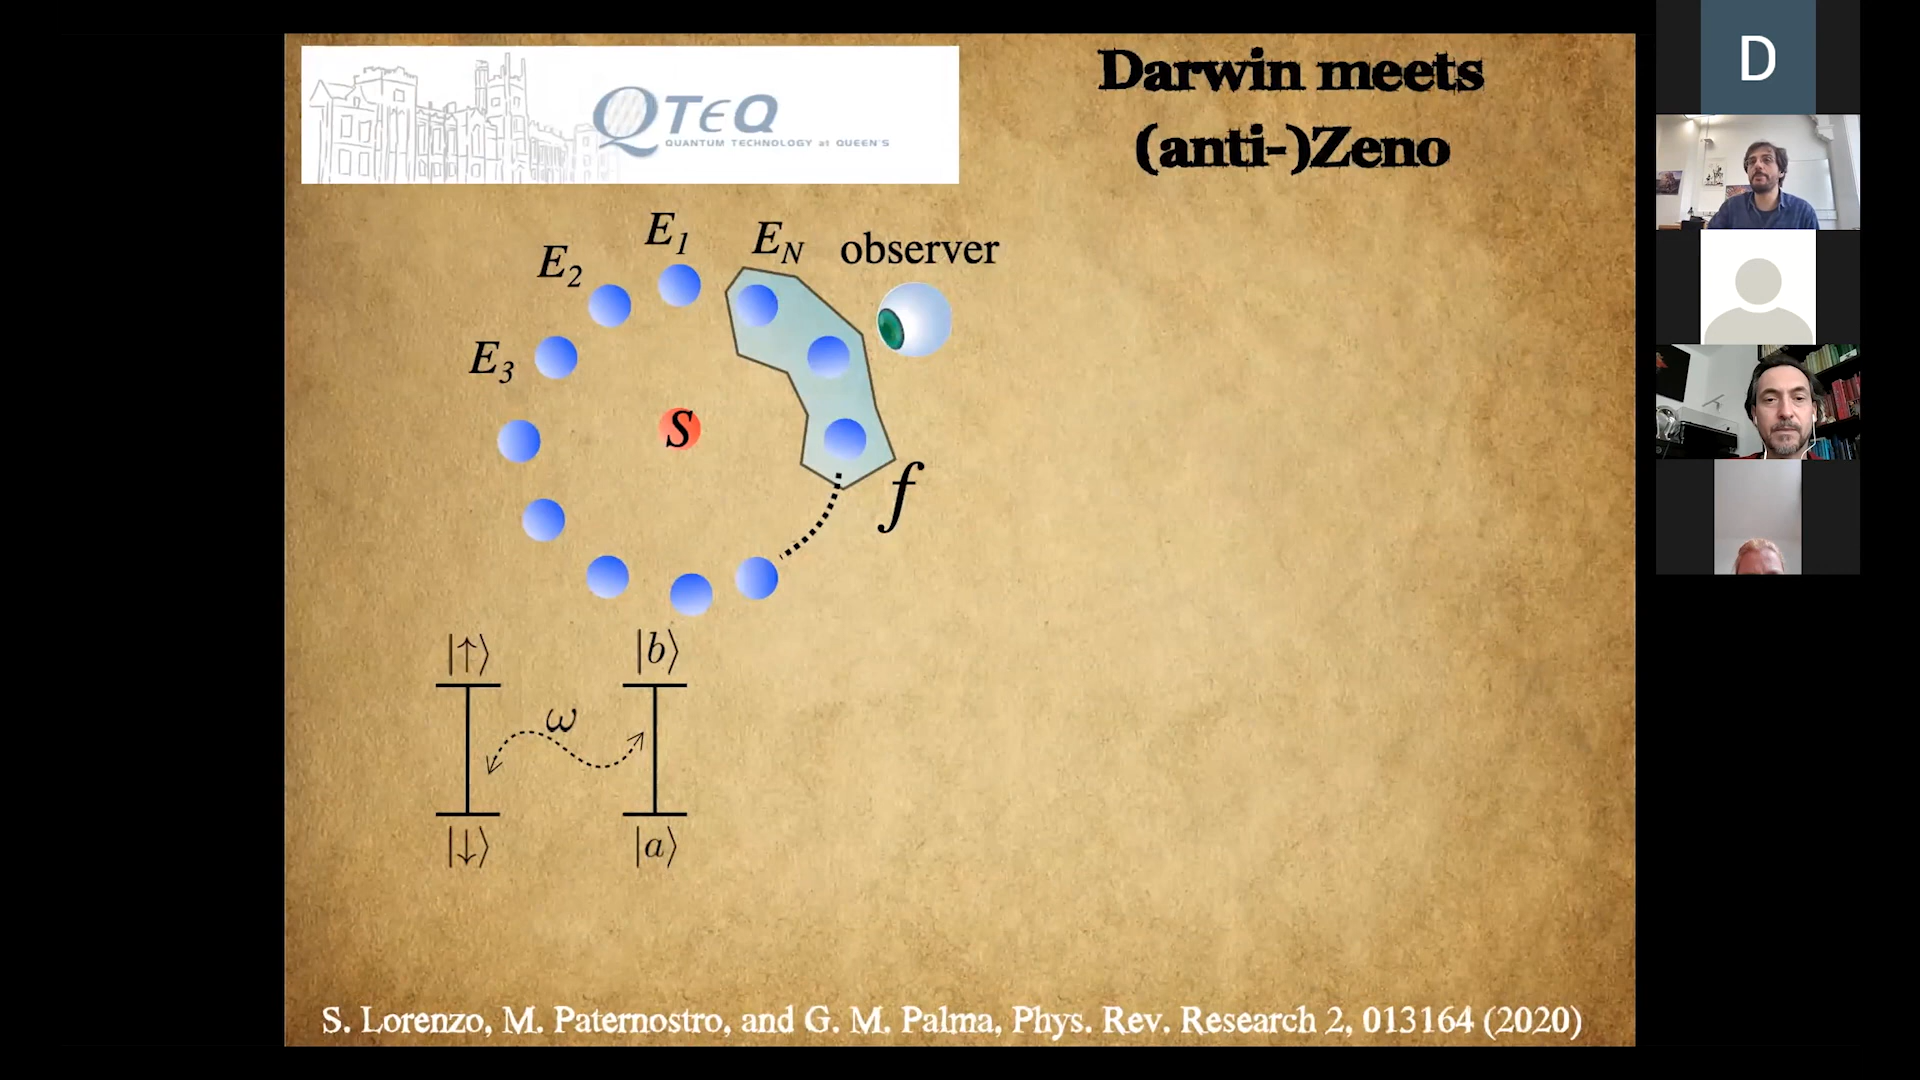 QTEQ
QUANTUM TECHNOLOGY at QUEEN'S
Darwin meets
(anti-)Zeno
D
E1
EN
observer
E2
E3
S
f
|↑⟩
|b⟩
ω
|↓⟩
|a⟩
S. Lorenzo, M. Paternostro, and G. M. Palma, Phys. Rev. Research 2, 013164 (2020)